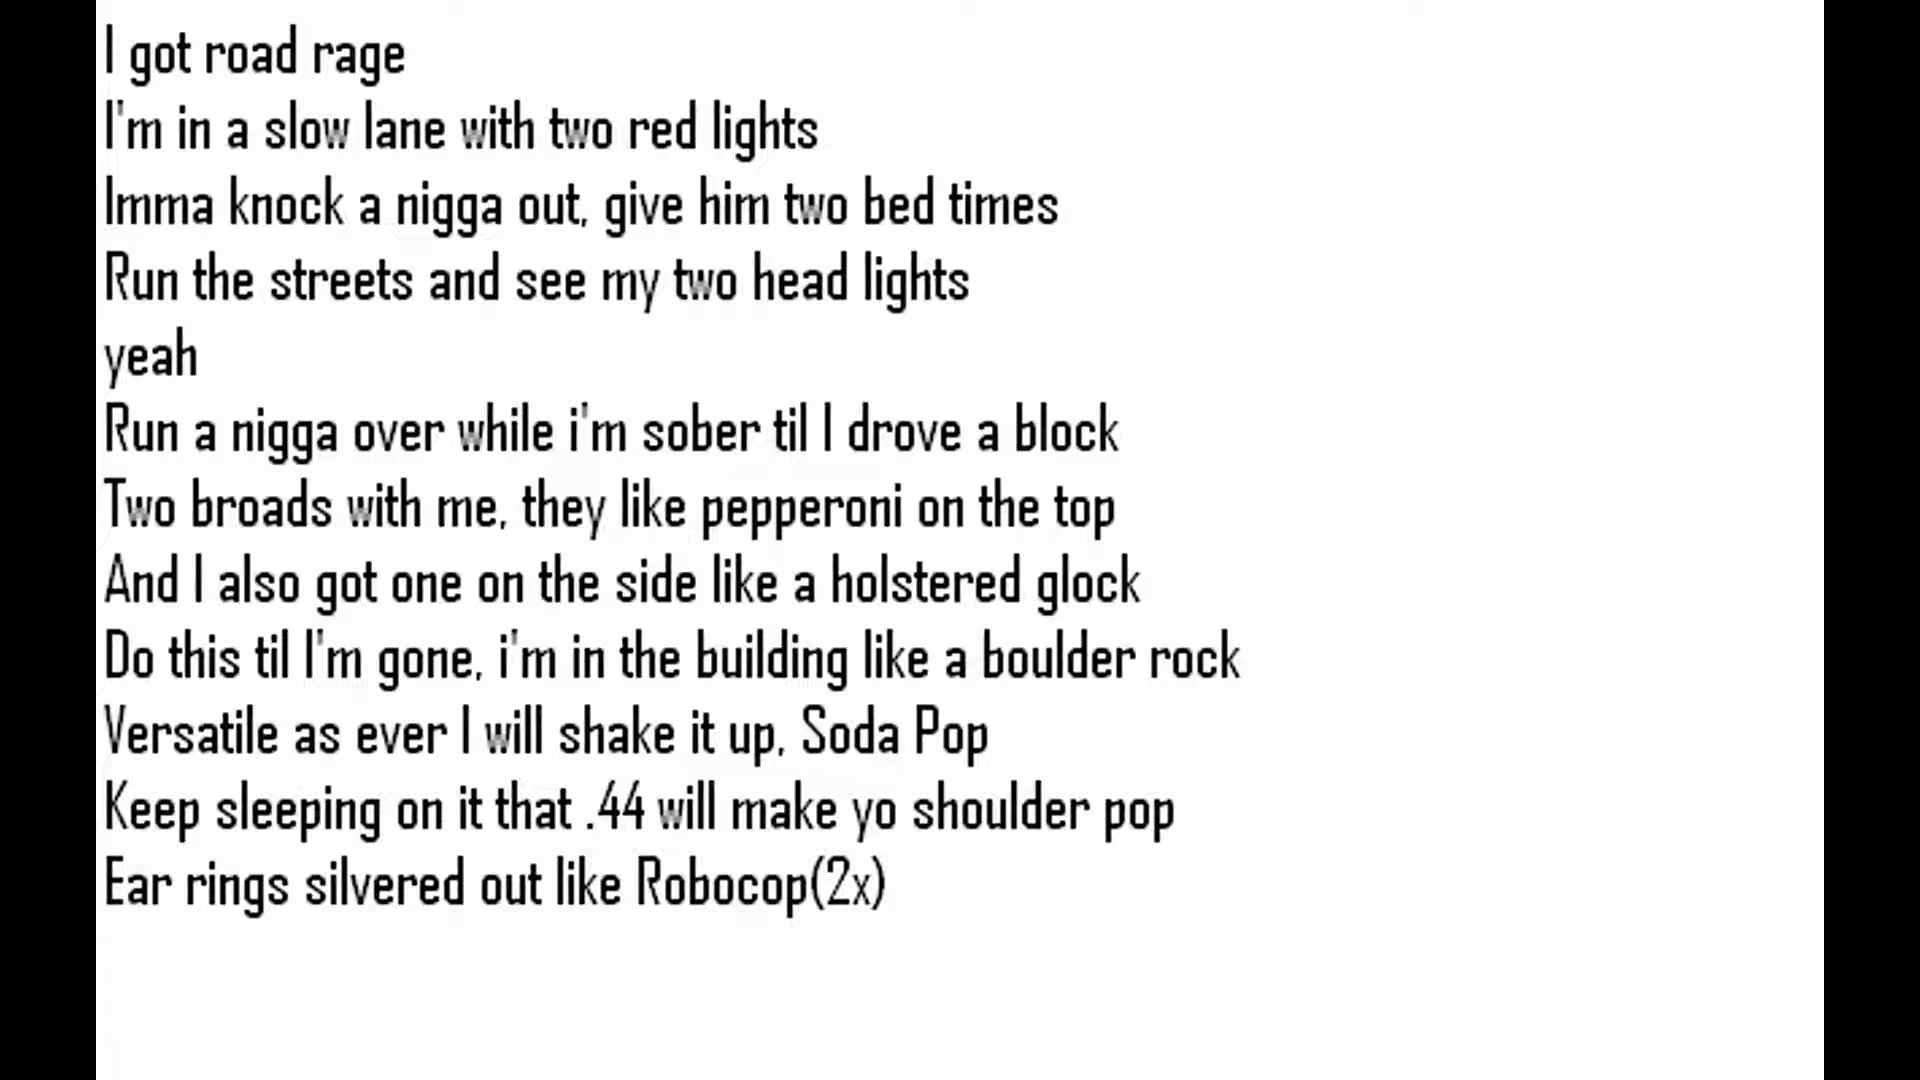 I got road rage
I'm in a slow lane with two red lights
Imma knock a nigga out, give him two bed times
Run the streets and see my two head lights
yeah
Run a nigga over while i'm sober til I drove a block
Two broads with me, they like pepperoni on the top
And I also got one on the side like a holstered glock
Do this til I'm gone, i'm in the building like a boulder rock
Versatile as ever I will shake it up, Soda Pop
Keep sleeping on it that .44 will make yo shoulder pop
Ear rings silvered out like Robocop(2x)